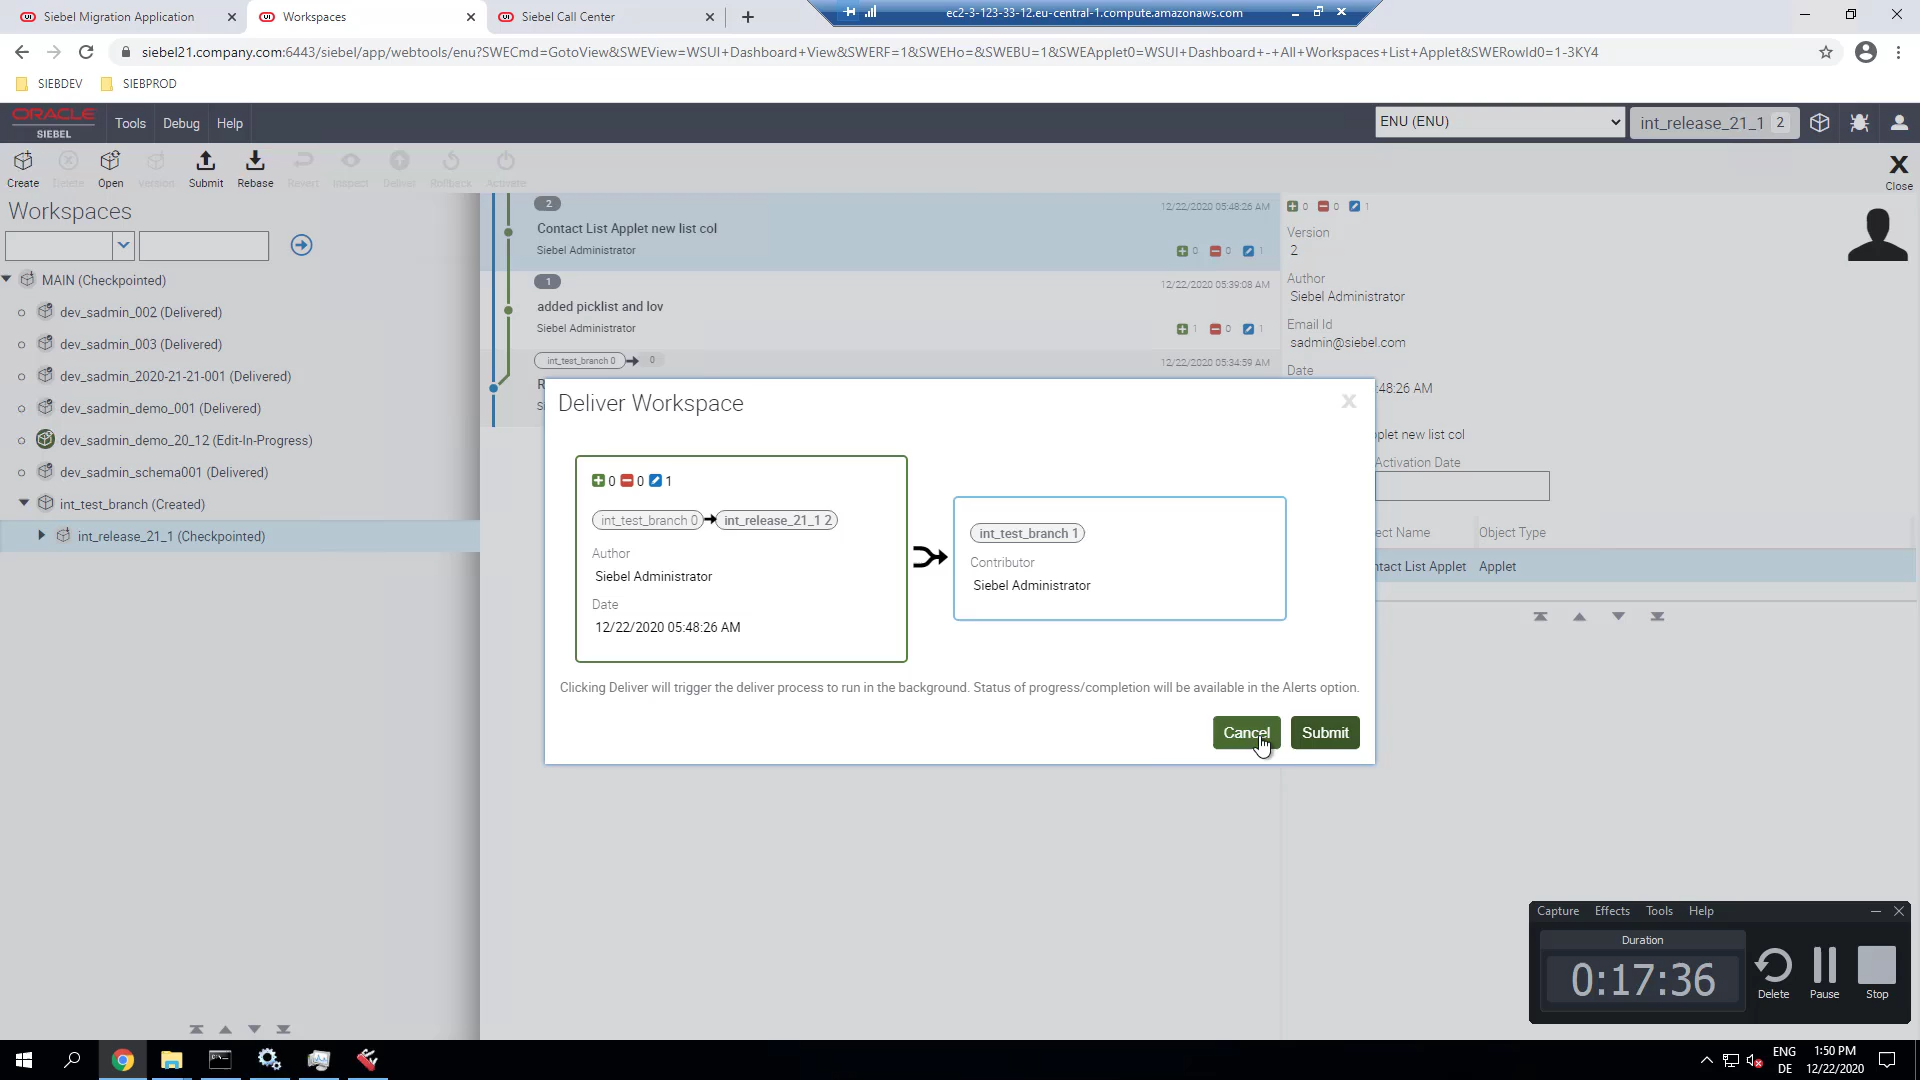 Siebel Migration Application
Workspaces
Siebel Call Center
ec2-3-123-33-12.eu-central-1.compute.amazonaws.com
siebel21.company.com:6443/siebel/app/webtools/enu?SWECmd=GotoView&SWEView=WSUI+Dashboard+View&SWERF=1&SWEHo=&SWEBU=1&SWEApplet0=WSUI+Dashboard+-+All+Workspaces+List+Applet&SWERowId0=1-3KY4
SIEBDEV
SIEBPROD
ORACLE
SIEBEL
Tools
Debug
Help
ENU (ENU)
int_release_21_1 2
Create
Delete
Open
Version
Submit
Rebase
Revert
Inspect
Deliver
Rollback
Activate
Close
Workspaces
MAIN (Checkpointed)
dev_sadmin_002 (Delivered)
dev_sadmin_003 (Delivered)
dev_sadmin_2020-21-21-001 (Delivered)
dev_sadmin_demo_001 (Delivered)
dev_sadmin_demo_20_12 (Edit-In-Progress)
dev_sadmin_schema001 (Delivered)
int_test_branch (Created)
int_release_21_1 (Checkpointed)
2
12/22/2020 05:48:26 AM
Contact List Applet new list col
Siebel Administrator
0 0 1
1
12/22/2020 05:39:08 AM
added picklist and lov
Siebel Administrator
1 0 1
int_test_branch 0 0
12/22/2020 05:34:59 AM
R
S
0 0 1
Version
2
Author
Siebel Administrator
Email Id
sadmin@siebel.com
Date
:48:26 AM
plet new list col
Activation Date
ect Name
Object Type
ntact List Applet
Applet
Deliver Workspace
X
0 0 1
int_test_branch 0
int_release_21_1 2
Author
Siebel Administrator
Date
12/22/2020 05:48:26 AM
int_test_branch 1
Contributor
Siebel Administrator
Clicking Deliver will trigger the deliver process to run in the background. Status of progress/completion will be available in the Alerts option.
Cancel
Submit
Capture
Effects
Tools
Help
Duration
0:17:36
Delete
Pause
Stop
ENG
DE
1:50 PM
12/22/2020